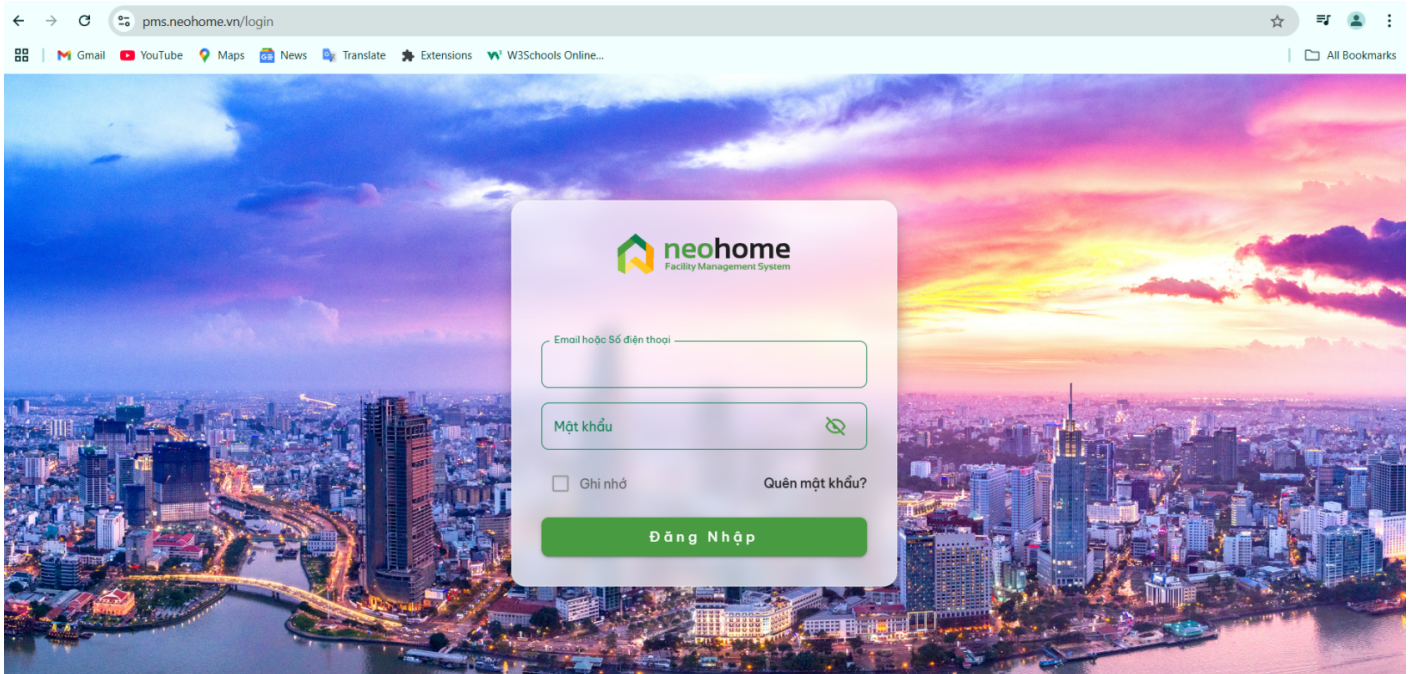 pms.neohome.vn/login
Gmail YouTube Maps News Translate Extensions W3Schools Online... All Bookmarks
neohome
Facility Management System
Email hoặc Số điện thoại
Mật khẩu
Ghi nhớ Quên mật khẩu?
Đăng Nhập